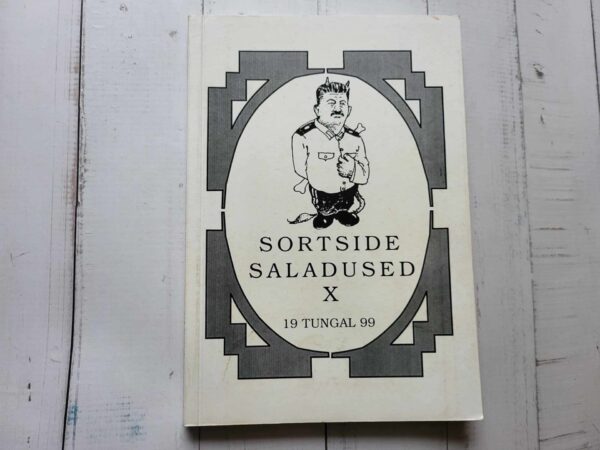 SORTSIDE
SALADUSED
X
19 TUNGAL 99